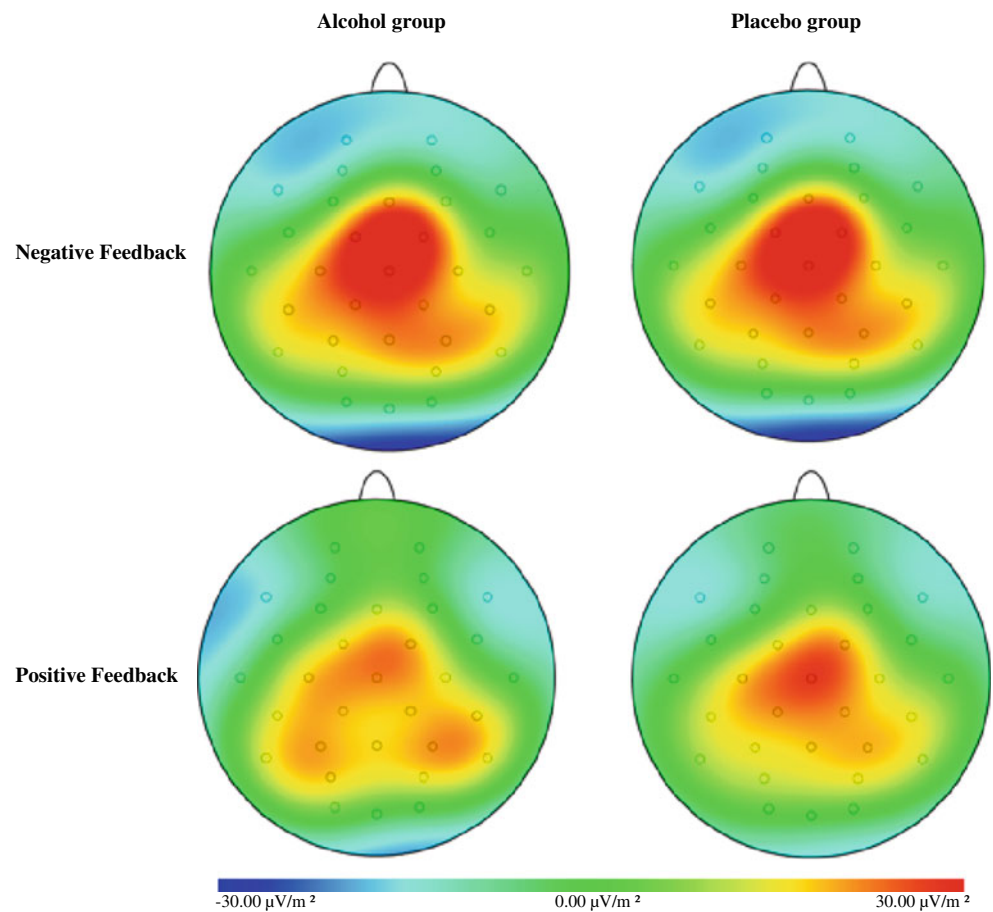 Alcohol group
Placebo group
Negative Feedback
Positive Feedback
-30.00 µV/m ²
0.00 µV/m ²
30.00 µV/m ²